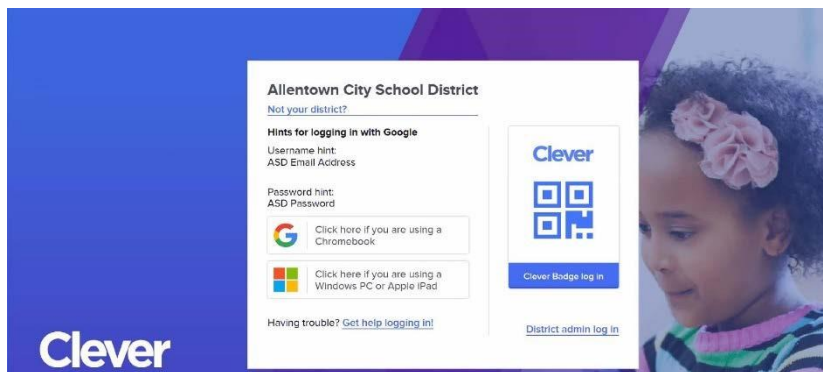 Allentown City School District
Not your district?
Hints for logging in with Google
Username hint:
ASD Email Address
Password hint:
ASD Password
Click here if you are using a
Chromebook
Click here if you are using a
Windows PC or Apple iPad
Having trouble? Get help logging in!
Clever
Clever Badge log in
District admin log in
Clever